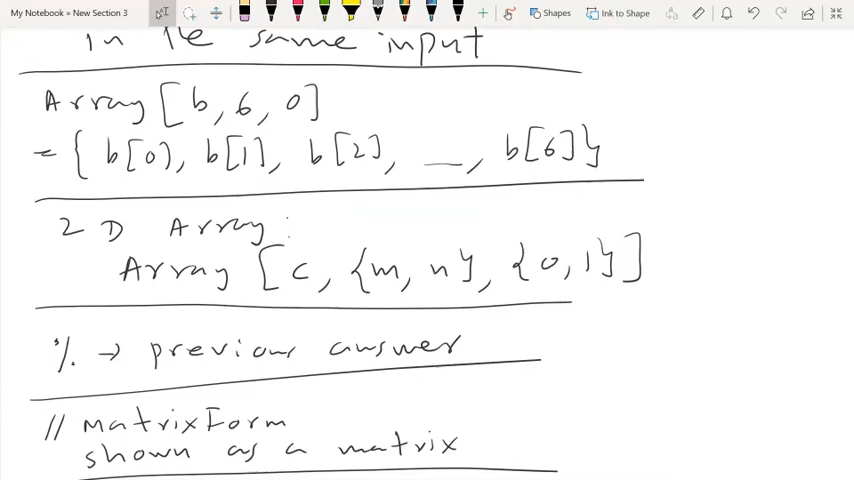 My Notebook » New Section 3
Shapes
Ink to Shape
in the same input
Array [b, 6, 0]
= { b[0], b[1], b[2], __, b[6]}
2 D Array:
Array [c, {m, n}, {0, 1}]
% → previous answer
// MatrixForm
shown as a matrix